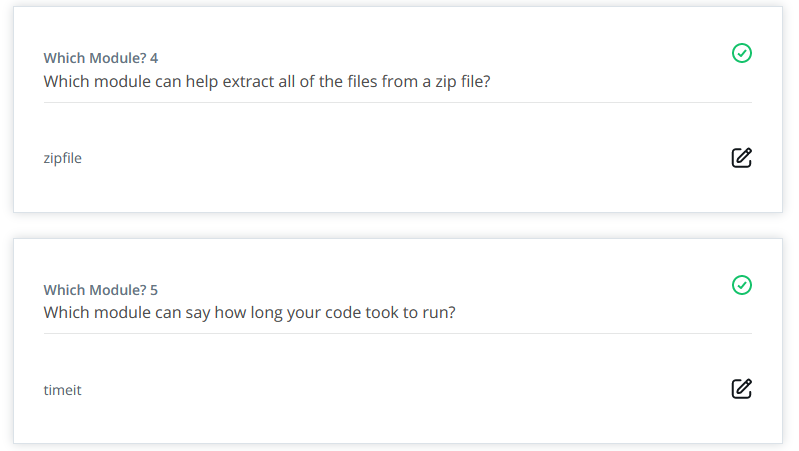 Which Module? 4
Which module can help extract all of the files from a zip file?
zipfile
Which Module? 5
Which module can say how long your code took to run?
timeit